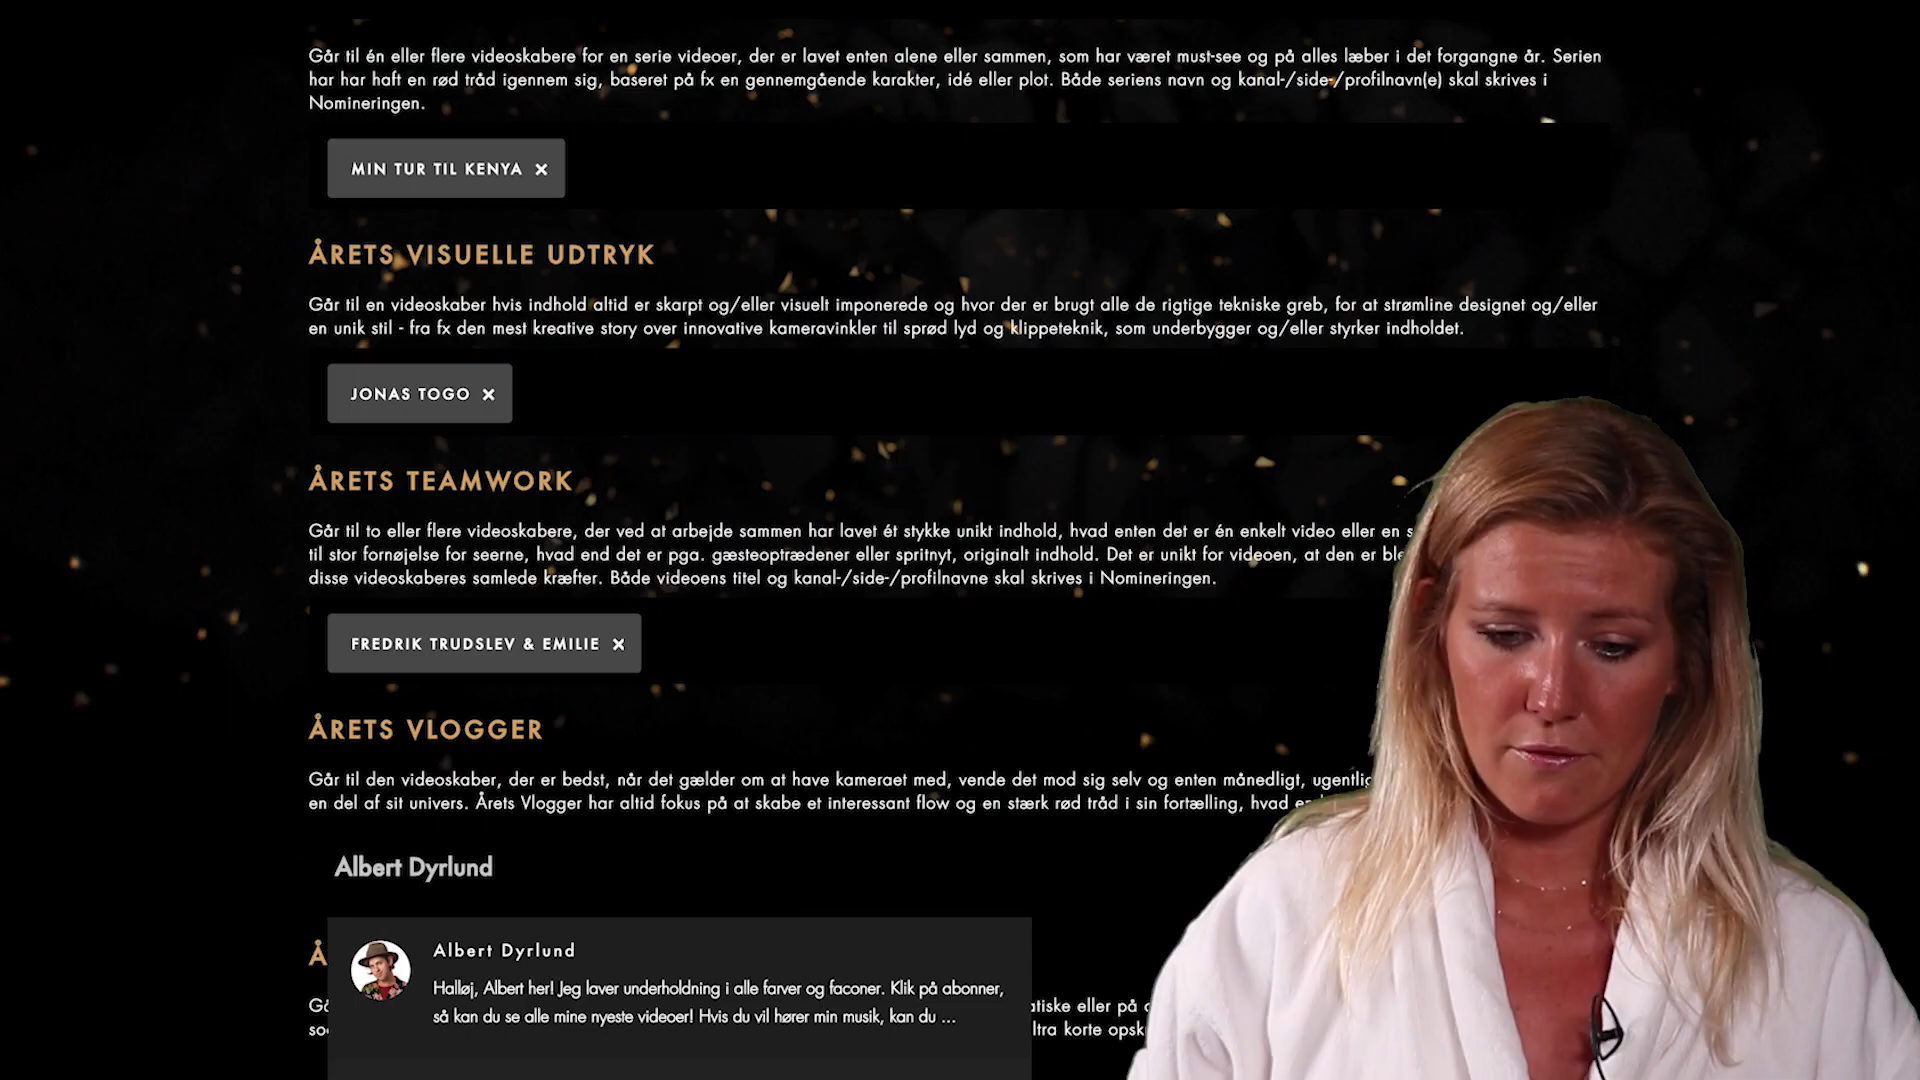 Går til én eller flere videoskabere for en serie videoer, der er lavet enten alene eller sammen, som har været must-see og på alles læber i det forgangne år. Serien
har har haft en rød tråd igennem sig, baseret på fx en gennemgående karakter, idé eller plot. Både seriens navn og kanal-/side-/profilnavn(e) skal skrives i
Nomineringen.
MIN TUR TIL KENYA ×
ÅRETS VISUELLE UDTRYK
Går til en videoskaber hvis indhold altid er skarpt og/eller visuelt imponerede og hvor der er brugt alle de rigtige tekniske greb, for at strømline designet og/eller
en unik stil - fra fx den mest kreative story over innovative kameravinkler til sprød lyd og klippeteknik, som underbygger og/eller styrker indholdet.
JONAS TOGO ×
ÅRETS TEAMWORK
Går til to eller flere videoskabere, der ved at arbejde sammen har lavet ét stykke unikt indhold, hvad enten det er én enkelt video eller en
til stor fornøjelse for seerne, hvad end det er pga. gæsteoptrædener eller spritnyt, originalt indhold. Det er unikt for videoen, at den er
disse videoskaberes samlede kræfter. Både videoens titel og kanal-/side-/profilnavne skal skrives i Nomineringen.
FREDRIK TRUDSLEV & EMILIE ×
ÅRETS VLOGGER
Går til den videoskaber, der er bedst, når det gælder om at have kameraet med, vende det mod sig selv og enten månedligt,
en del af sit univers. Årets Vlogger har altid fokus på at skabe et interessant flow og en stærk rød tråd i sin fortælling, hvad
Albert Dyrlund
Albert Dyrlund
Halløj, Albert her! Jeg laver underholdning i alle farver og faconer. Klik på abonner,
så kan du se alle mine nyeste videoer! Hvis du vil hører min musik, kan du ...
eller på
korte